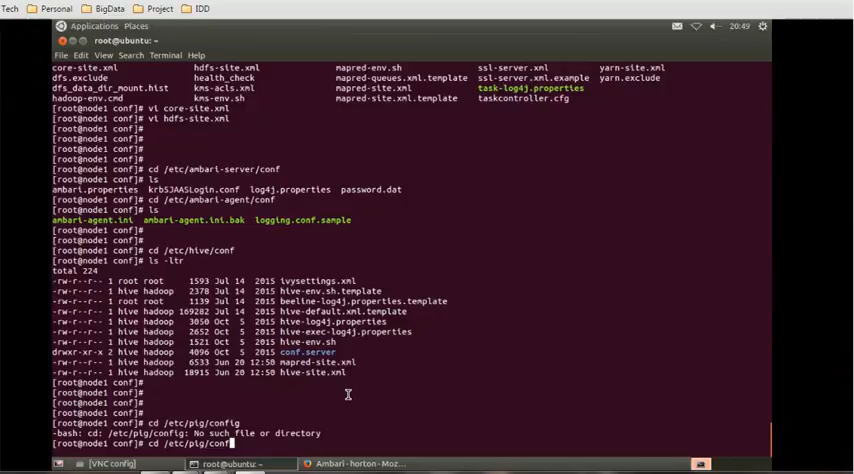 Tech Personal BigData Project IDD
Applications Places 20:49
root@ubuntu: ~
File Edit View Search Terminal Help
core-site.xml hdfs-site.xml mapred-env.sh ssl-server.xml yarn-site.xml
dfs.exclude health_check mapred-queues.xml.template ssl-server.xml.example yarn.exclude
dfs_data_dir_mount.hist kms-acls.xml mapred-site.xml task-log4j.properties
hadoop-env.cmd kms-env.sh mapred-site.xml.template taskcontroller.cfg
[root@node1 conf]# vi core-site.xml
[root@node1 conf]# vi hdfs-site.xml
[root@node1 conf]#
[root@node1 conf]#
[root@node1 conf]#
[root@node1 conf]#
[root@node1 conf]# cd /etc/ambari-server/conf
[root@node1 conf]# ls
ambari.properties krb5JAASLogin.conf log4j.properties password.dat
[root@node1 conf]# cd /etc/ambari-agent/conf
[root@node1 conf]# ls
ambari-agent.ini ambari-agent.ini.bak logging.conf.sample
[root@node1 conf]#
[root@node1 conf]#
[root@node1 conf]# cd /etc/hive/conf
[root@node1 conf]# ls -ltr
total 224
-rw-r--r-- 1 root root 1593 Jul 14 2015 ivysettings.xml
-rw-r--r-- 1 hive hadoop 2378 Jul 14 2015 hive-env.sh.template
-rw-r--r-- 1 root root 1139 Jul 14 2015 beeline-log4j.properties.template
-rw-r--r-- 1 hive hadoop 169282 Jul 14 2015 hive-default.xml.template
-rw-r--r-- 1 hive hadoop 3050 Oct 5 2015 hive-log4j.properties
-rw-r--r-- 1 hive hadoop 2652 Oct 5 2015 hive-exec-log4j.properties
-rw-r--r-- 1 hive hadoop 1521 Oct 5 2015 hive-env.sh
drwxr-xr-x 2 hive hadoop 4096 Oct 5 2015 conf.server
-rw-r--r-- 1 hive hadoop 6533 Jun 20 12:50 mapred-site.xml
-rw-r--r-- 1 hive hadoop 18915 Jun 20 12:50 hive-site.xml
[root@node1 conf]#
[root@node1 conf]#
[root@node1 conf]#
[root@node1 conf]#
[root@node1 conf]# cd /etc/pig/config
-bash: cd: /etc/pig/config: No such file or directory
[root@node1 conf]# cd /etc/pig/conf
[VNC config] root@ubuntu: ~ Ambari - horton - Moz...